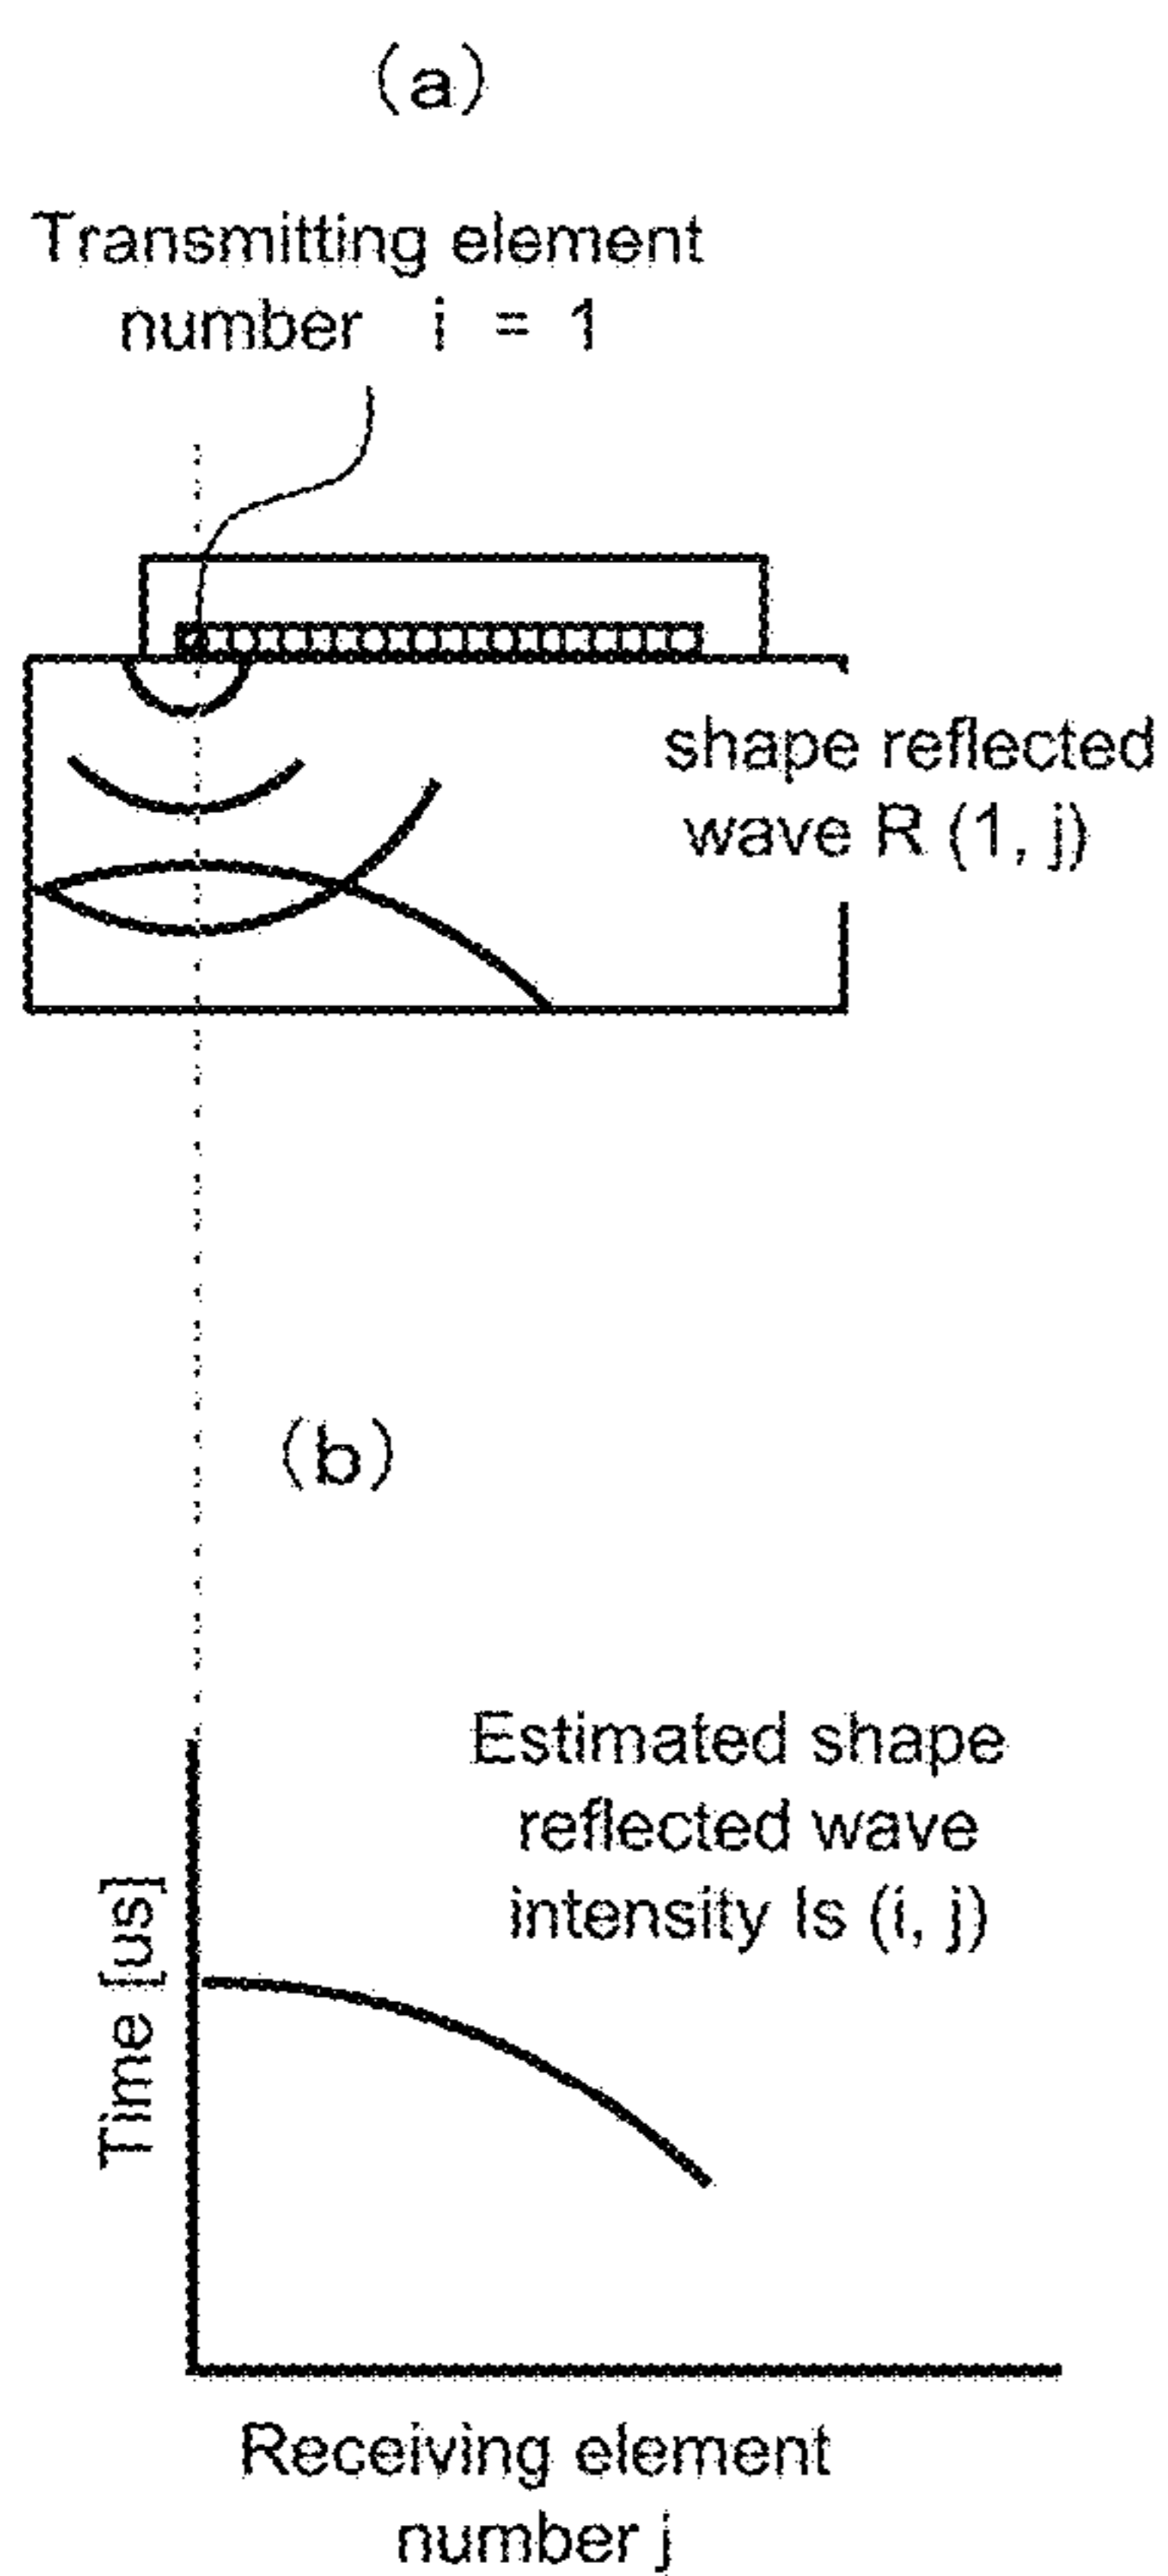 (a)
Transmitting element
number i = 1
shape reflected
wave R (1, j)
(b)
Estimated shape
reflected wave
intensity Is (i, j)
Time [us]
Receiving element
number j